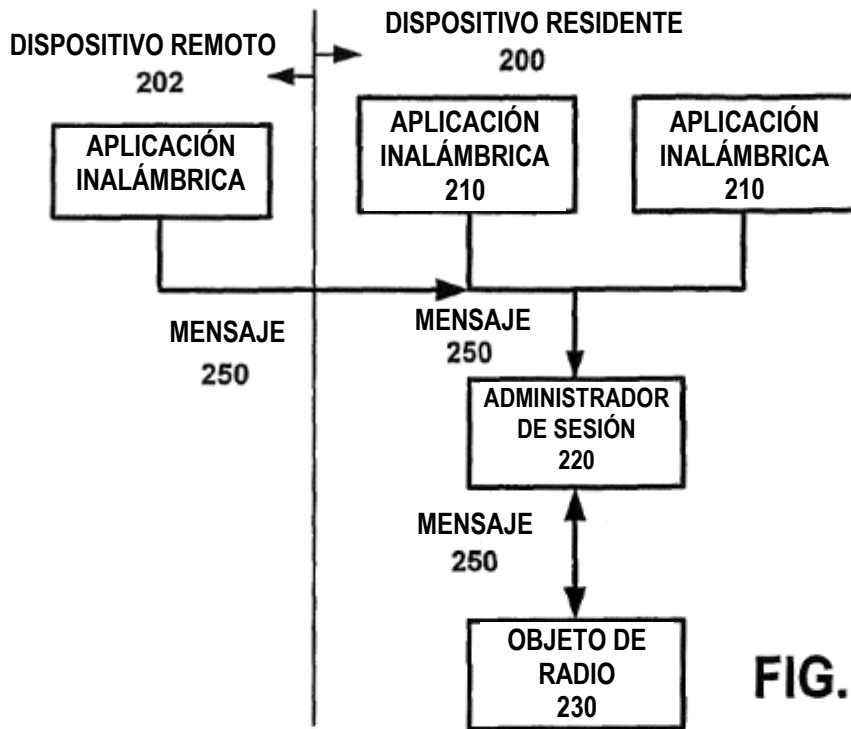 DISPOSITIVO REMOTO
202
DISPOSITIVO RESIDENTE
200
APLICACIÓN
INALÁMBRICA
APLICACIÓN
INALÁMBRICA
210
APLICACIÓN
INALÁMBRICA
210
MENSAJE
250
MENSAJE
250
ADMINISTRADOR
DE SESIÓN
220
MENSAJE
250
OBJETO DE
RADIO
230
FIG.